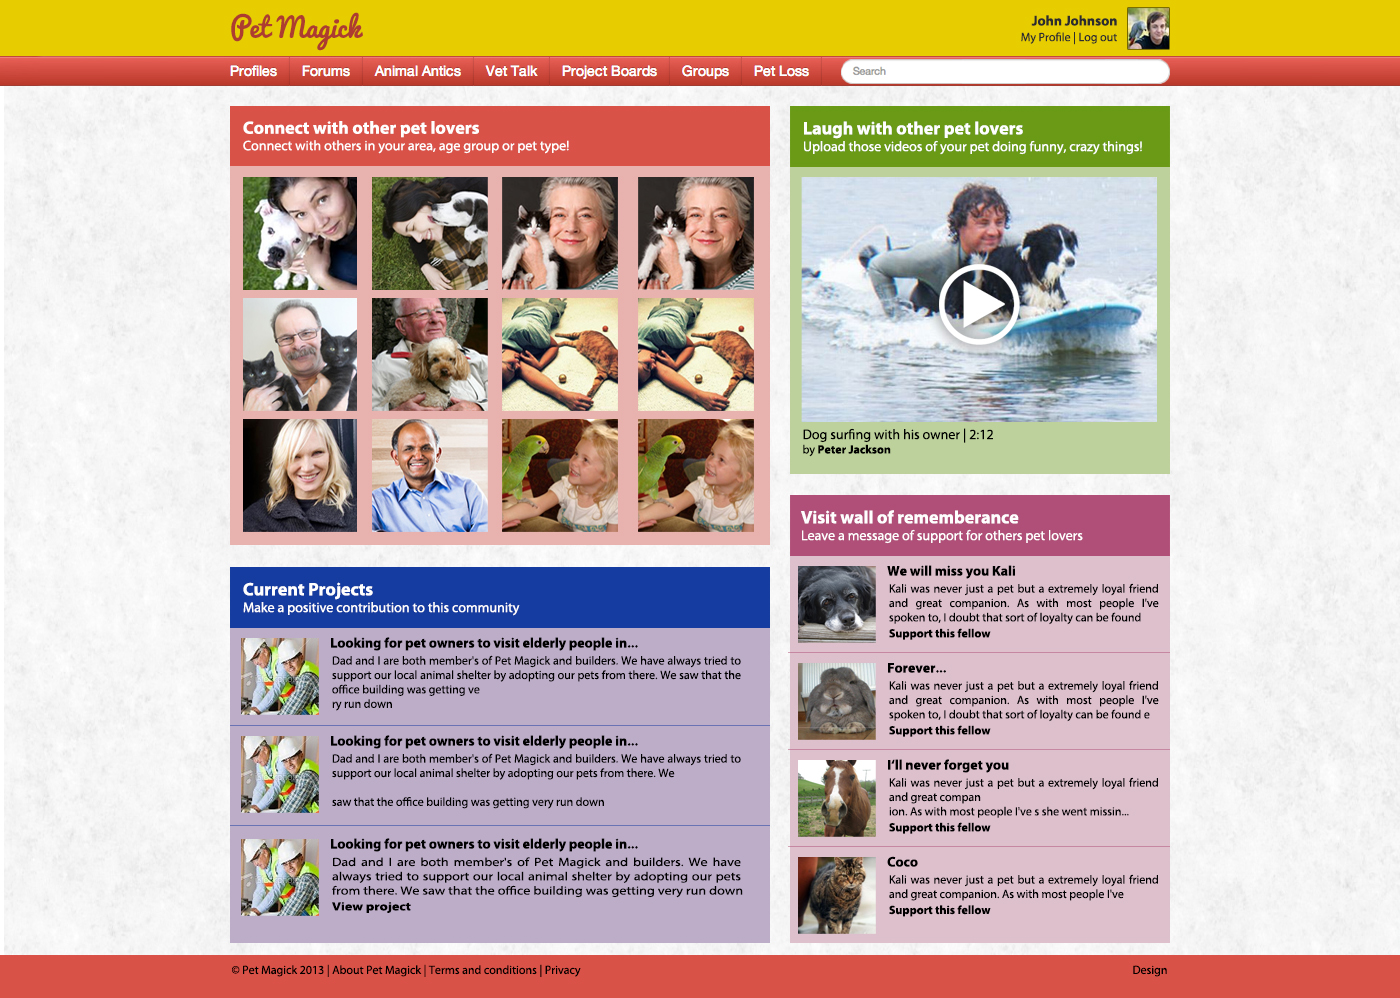 Pet Magick
John Johnson
My Profile | Log out
Profiles
Forums
Animal Antics
Vet Talk
Project Boards
Groups
Pet Loss
Search
Connect with other pet lovers
Connect with others in your area, age group or pet type!
Laugh with other pet lovers
Upload those videos of your pet doing funny, crazy things!
Dog surfing with his owner | 2:12
by Peter Jackson
Current Projects
Make a positive contribution to this community
Looking for pet owners to visit elderly people in...
Dad and I are both member's of Pet Magick and builders. We have always tried to
support our local animal shelter by adopting our pets from there. We saw that the
office building was getting ve
ry run down
Looking for pet owners to visit elderly people in...
Dad and I are both member's of Pet Magick and builders. We have always tried to
support our local animal shelter by adopting our pets from there. We
saw that the office building was getting very run down
Looking for pet owners to visit elderly people in...
Dad and I are both member's of Pet Magick and builders. We have
always tried to support our local animal shelter by adopting our pets
from there. We saw that the office building was getting very run down
View project
Visit wall of rememberance
Leave a message of support for others pet lovers
We will miss you Kali
Kali was never just a pet but a extremely loyal friend
and great companion. As with most people I've
spoken to, I doubt that sort of loyalty can be found
Support this fellow
Forever...
Kali was never just a pet but a extremely loyal friend
and great companion. As with most people I've
spoken to, I doubt that sort of loyalty can be found e
Support this fellow
I'll never forget you
Kali was never just a pet but a extremely loyal friend
and great compan
ion. As with most people I've s she went missin...
Support this fellow
Coco
Kali was never just a pet but a extremely loyal friend
and great companion. As with most people I've
Support this fellow
© Pet Magick 2013 | About Pet Magick | Terms and conditions | Privacy
Design